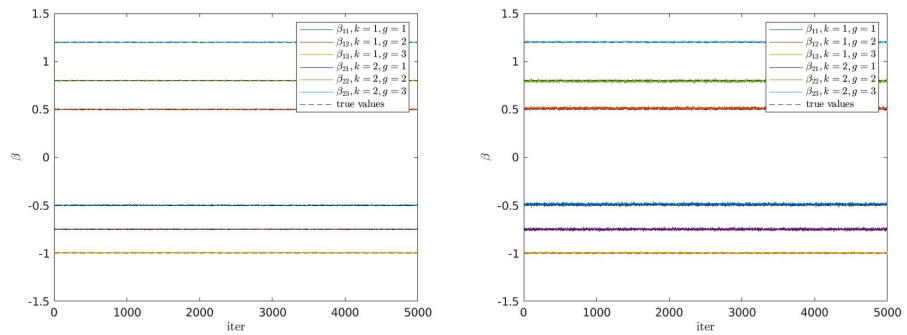 1.5
1
0.5
0
-0.5
-1
-1.5
β
0 1000 2000 3000 4000 5000
iter
β₁₁, k = 1, g = 1
β₁₂, k = 1, g = 2
β₁₃, k = 1, g = 3
β₂₁, k = 2, g = 1
β₂₂, k = 2, g = 2
β₂₃, k = 2, g = 3
true values
1.5
1
0.5
0
-0.5
-1
-1.5
β
0 1000 2000 3000 4000 5000
iter
β₁₁, k = 1, g = 1
β₁₂, k = 1, g = 2
β₁₃, k = 1, g = 3
β₂₁, k = 2, g = 1
β₂₂, k = 2, g = 2
β₂₃, k = 2, g = 3
true values